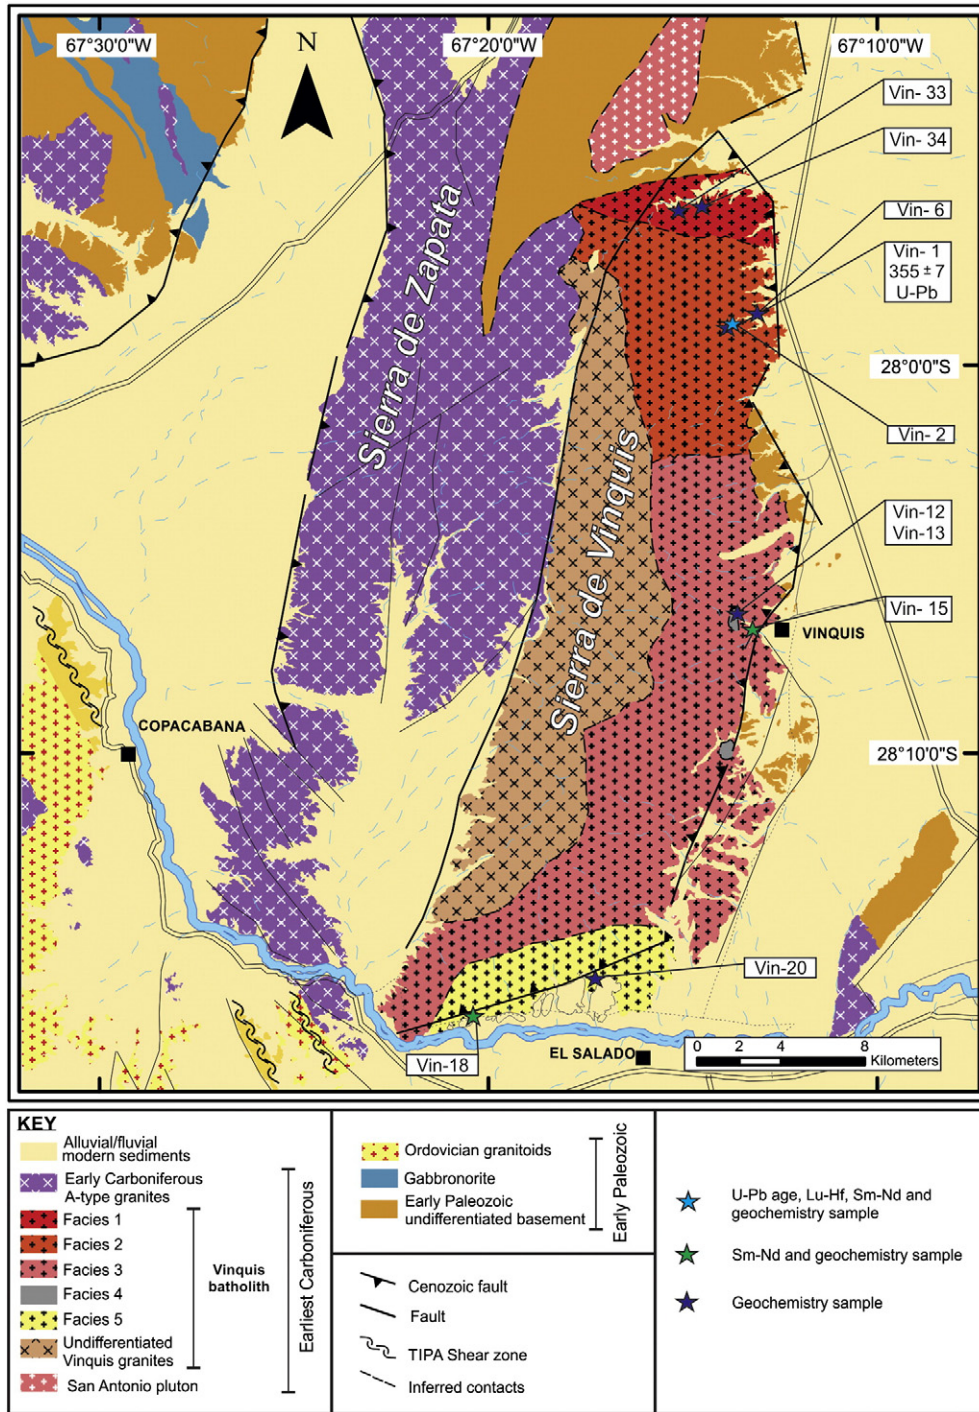 67°30'0"W
N
67°20'0"W
67°10'0"W
Vin- 33
Vin- 34
Vin- 6
Vin- 1
355 ± 7
U-Pb
Sierra de Zapata
28°0'0"S
Vin- 2
Sierra de Vinquis
Vin-12
Vin-13
Vin- 15
VINQUIS
COPACABANA
28°10'0"S
Vin-20
EL SALADO
Vin-18
0 2 4 8
Kilometers
KEY
Alluvial/fluvial
modern sediments
Early Carboniferous
A-type granites
Facies 1
Facies 2
Facies 3
Facies 4
Facies 5
Undifferentiated
Vinquis granites
San Antonio pluton
Vinquis
batholith
Earliest Carboniferous
Ordovician granitoids
Gabbronorite
Early Paleozoic
undifferentiated basement
Early Paleozoic
Cenozoic fault
Fault
TIPA Shear zone
Inferred contacts
U-Pb age, Lu-Hf, Sm-Nd and
geochemistry sample
Sm-Nd and geochemistry sample
Geochemistry sample